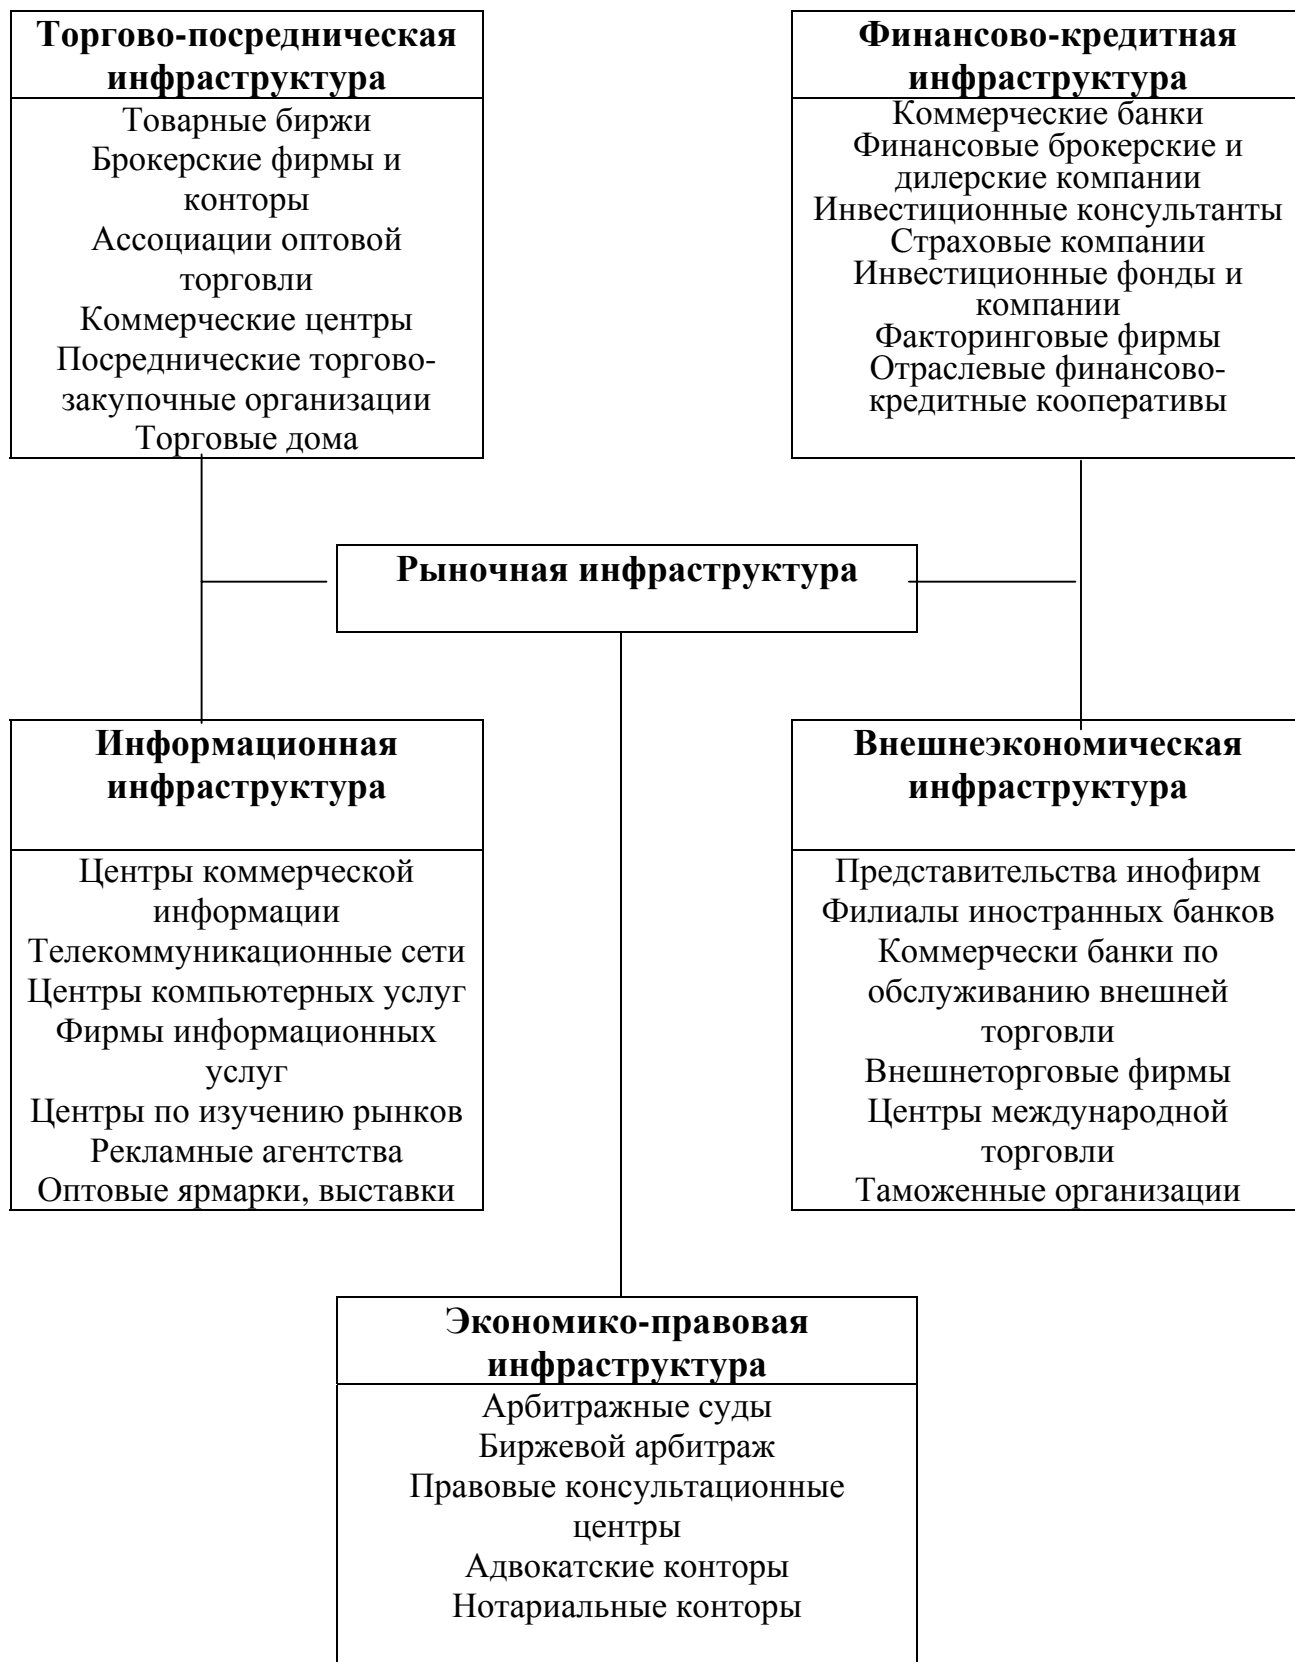 Торгово-посредническая
инфраструктура
Товарные биржи
Брокерские фирмы и
конторы
Ассоциации оптовой
торговли
Коммерческие центры
Посреднические торгово-
закупочные организации
Торговые дома
Финансово-кредитная
инфраструктура
Коммерческие банки
Финансовые брокерские и
дилерские компании
Инвестиционные консультанты
Страховые компании
Инвестиционные фонды и
компании
Факторинговые фирмы
Отраслевые финансово-
кредитные кооперативы
Рыночная инфраструктура
Информационная
инфраструктура
Центры коммерческой
информации
Телекоммуникационные сети
Центры компьютерных услуг
Фирмы информационных
услуг
Центры по изучению рынков
Рекламные агентства
Оптовые ярмарки, выставки
Внешнеэкономическая
инфраструктура
Представительства инофирм
Филиалы иностранных банков
Коммерчески банки по
обслуживанию внешней
торговли
Внешнеторговые фирмы
Центры международной
торговли
Таможенные организации
Экономико-правовая
инфраструктура
Арбитражные суды
Биржевой арбитраж
Правовые консультационные
центры
Адвокатские конторы
Нотариальные конторы